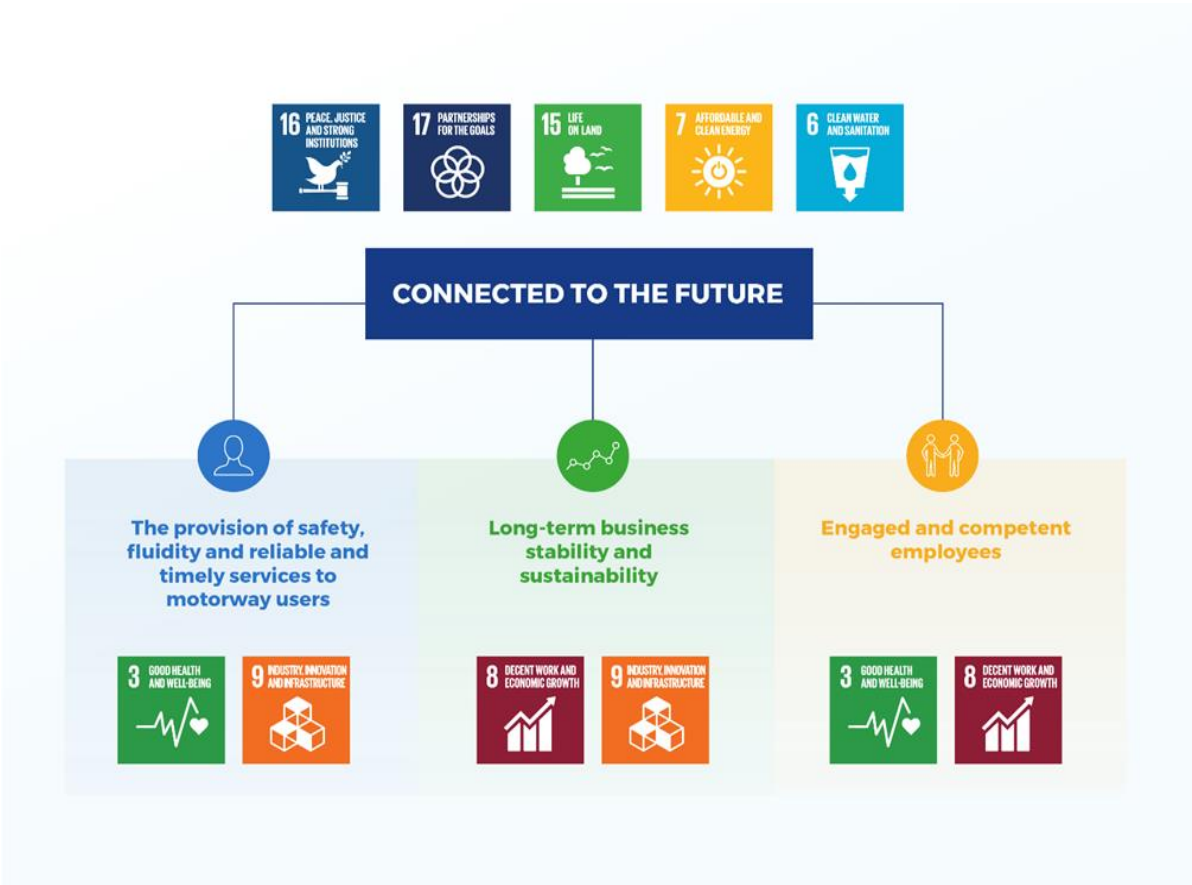 16 PEACE, JUSTICE
AND STRONG
INSTITUTIONS
17 PARTNERSHIPS
FOR THE GOALS
15 LIFE
ON LAND
7 AFFORDABLE AND
CLEAN ENERGY
6 CLEAN WATER
AND SANITATION
CONNECTED TO THE FUTURE
The provision of safety,
fluidity and reliable and
timely services to
motorway users
3 GOOD HEALTH
AND WELL-BEING
9 INDUSTRY, INNOVATION
AND INFRASTRUCTURE
Long-term business
stability and
sustainability
8 DECENT WORK AND
ECONOMIC GROWTH
9 INDUSTRY, INNOVATION
AND INFRASTRUCTURE
Engaged and competent
employees
3 GOOD HEALTH
AND WELL-BEING
8 DECENT WORK AND
ECONOMIC GROWTH